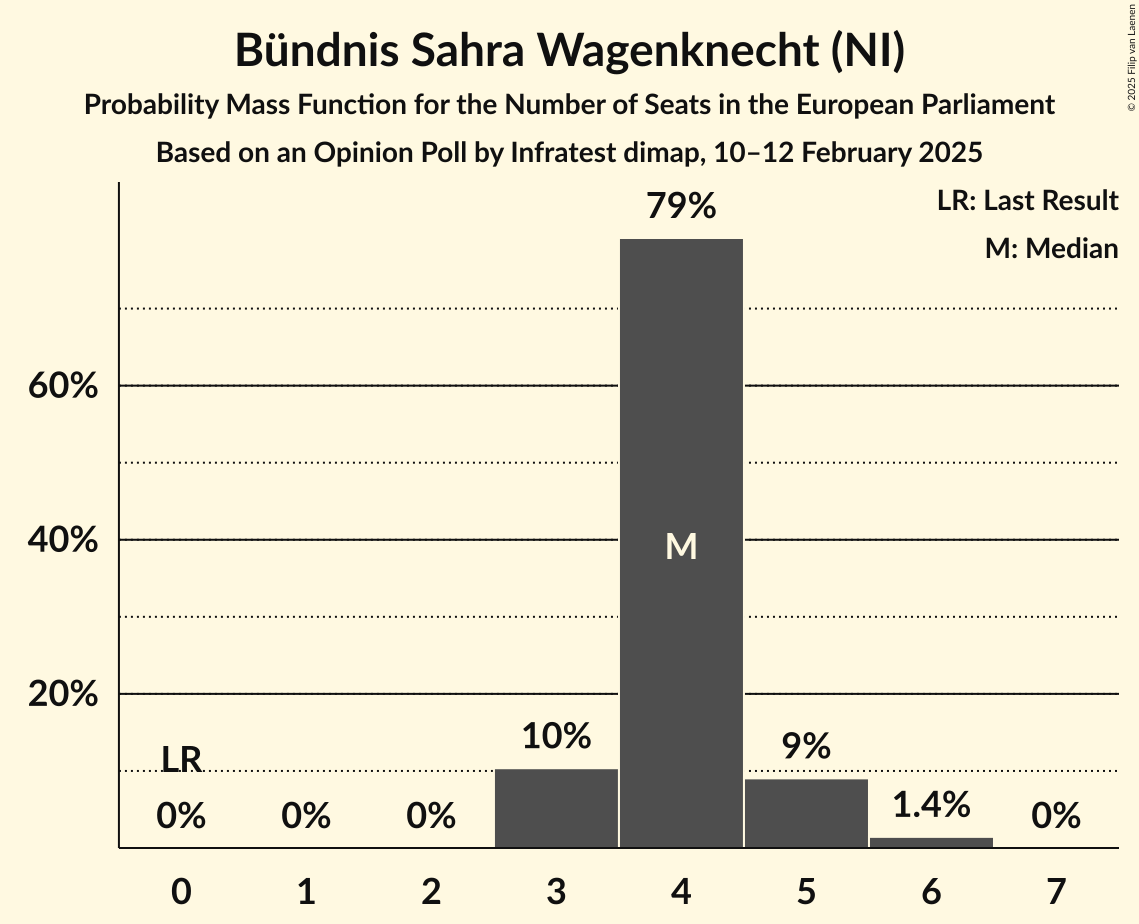 Bündnis Sahra Wagenknecht (NI)
Probability Mass Function for the Number of Seats in the European Parliament
Based on an Opinion Poll by Infratest dimap, 10–12 February 2025
© 2025 Filip van Laenen
LR: Last Result
M: Median
79%
60%
40%
20%
M
LR
0%
0%
0%
10%
9%
1.4%
0%
0 1 2 3 4 5 6 7